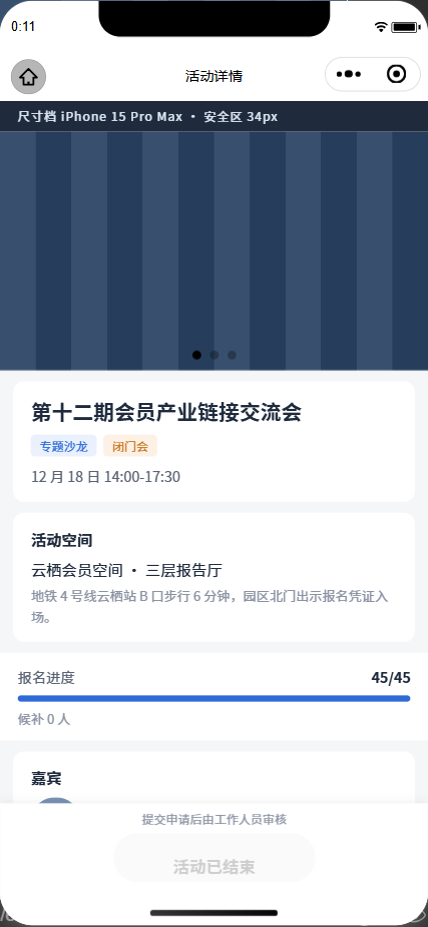 0:11
活动详情
尺寸档 iPhone 15 Pro Max · 安全区 34px
第十二期会员产业链接交流会
专题沙龙 闭门会
12 月 18 日 14:00-17:30
活动空间
云栖会员空间 · 三层报告厅
地铁 4 号线云栖站 B 口步行 6 分钟，园区北门出示报名凭证入
场。
报名进度 45/45
候补 0 人
嘉宾
提交申请后由工作人员审核
活动已结束